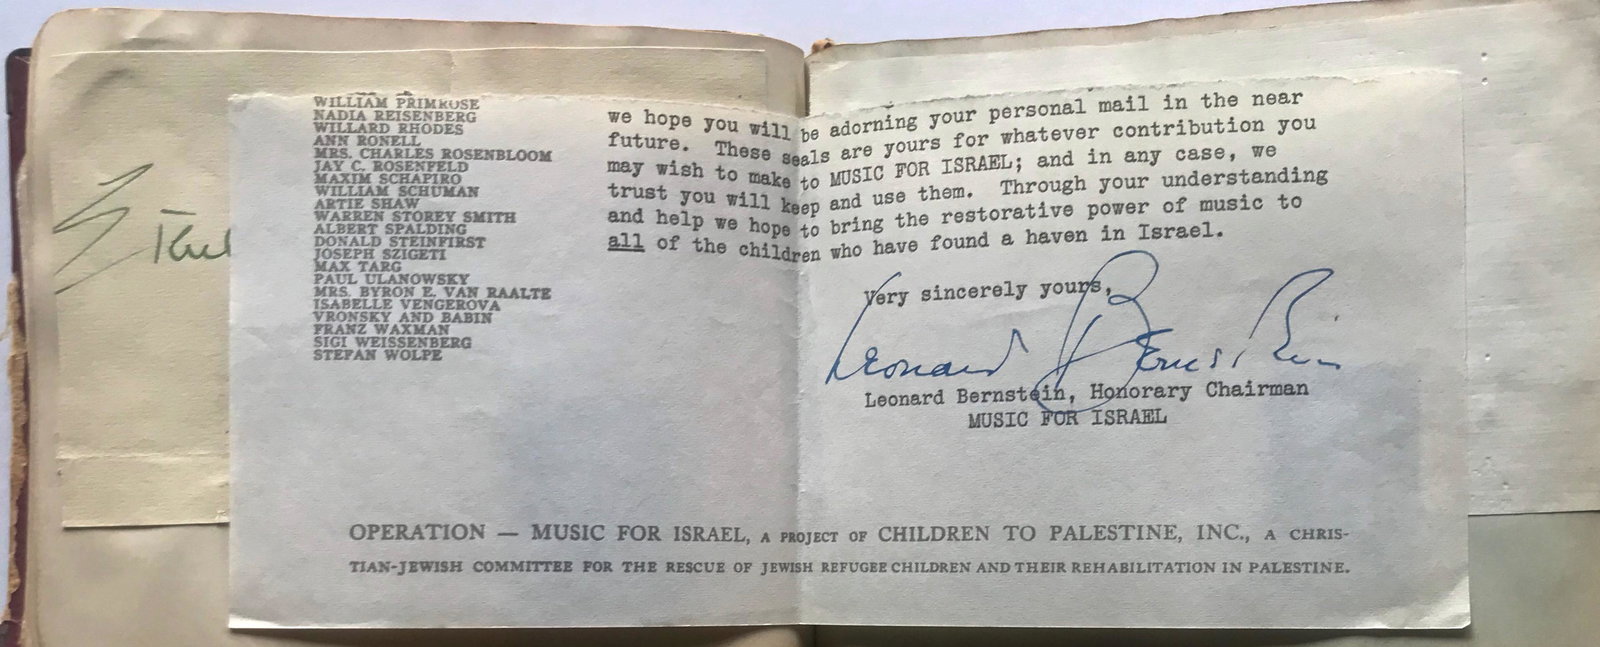 WILLIAM PRIMROSE
NADIA REISENBERG
WILLARD RHODES
ANN RONELL
MRS. CHARLES ROSENBLOOM
JAY C. ROSENFELD
MAXIM SCHAPIRO
WILLIAM SCHUMAN
ARTIE SHAW
WARREN STOREY SMITH
ALBERT SPALDING
DONALD STEINFIRST
JOSEPH SZIGETI
MAX TARG
PAUL ULANOWSKY
MRS. BYRON E. VAN RAALTE
ISABELLE VENGEROVA
VRONSKY AND BABIN
FRANZ WAXMAN
SIGI WEISSENBERG
STEFAN WOLPE
we hope you will be adorning your personal mail in the near
future. These seals are yours for whatever contribution you
may wish to make to MUSIC FOR ISRAEL; and in any case, we
trust you will keep and use them. Through your understanding
and help we hope to bring the restorative power of music to
all of the children who have found a haven in Israel.
Very sincerely yours,
Leonard Bernstein
Leonard Bernstein, Honorary Chairman
MUSIC FOR ISRAEL
OPERATION — MUSIC FOR ISRAEL, A PROJECT OF CHILDREN TO PALESTINE, INC., A CHRIS-
TIAN-JEWISH COMMITTEE FOR THE RESCUE OF JEWISH REFUGEE CHILDREN AND THEIR REHABILITATION IN PALESTINE.